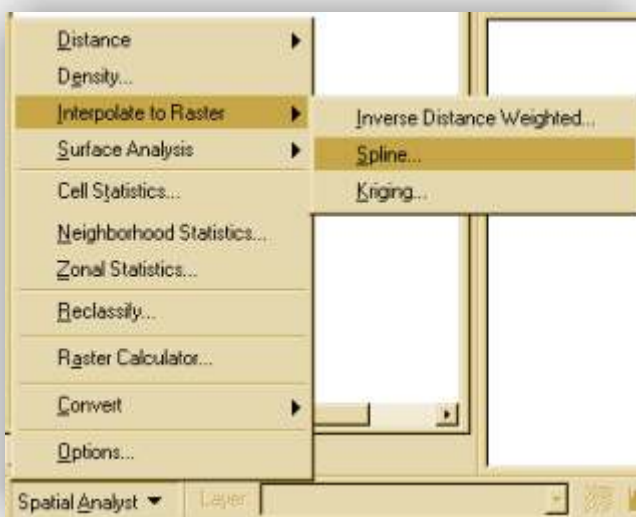 Distance
Density...
Interpolate to Raster
Inverse Distance Weighted...
Surface Analysis
Spline...
Cell Statistics...
Kriging...
Neighborhood Statistics...
Zonal Statistics...
Reclassify...
Raster Calculator...
Convert
Options...
Spatial Analyst
Layer: